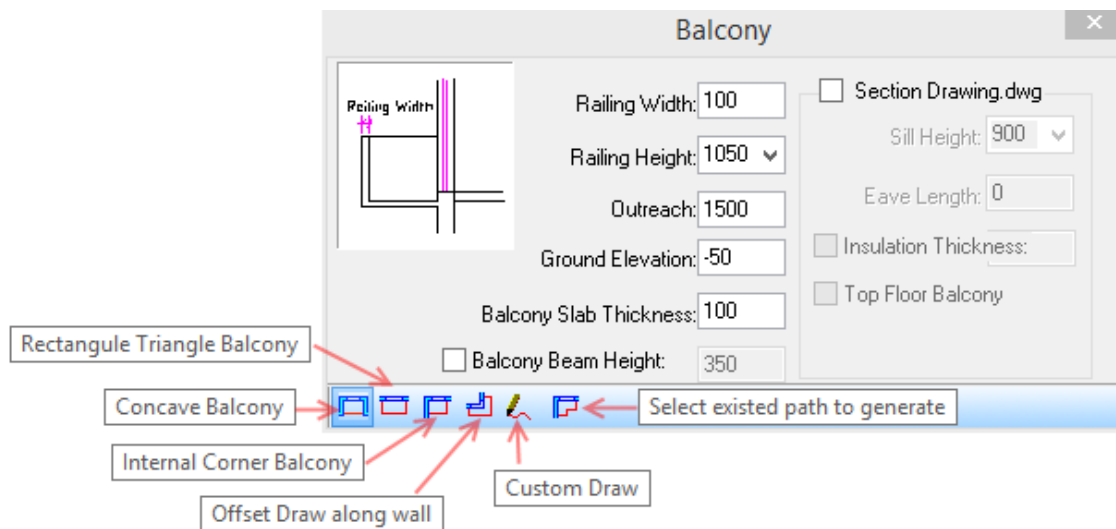 Balcony
×
Railing Width
Railing Width: 100
Railing Height: 1050
Outreach: 1500
Ground Elevation: -50
Balcony Slab Thickness: 100
Balcony Beam Height: 350
Section Drawing.dwg
Sill Height: 900
Eave Length: 0
Insulation Thickness:
Top Floor Balcony
Rectangule Triangle Balcony
Concave Balcony
Select existed path to generate
Internal Corner Balcony
Custom Draw
Offset Draw along wall